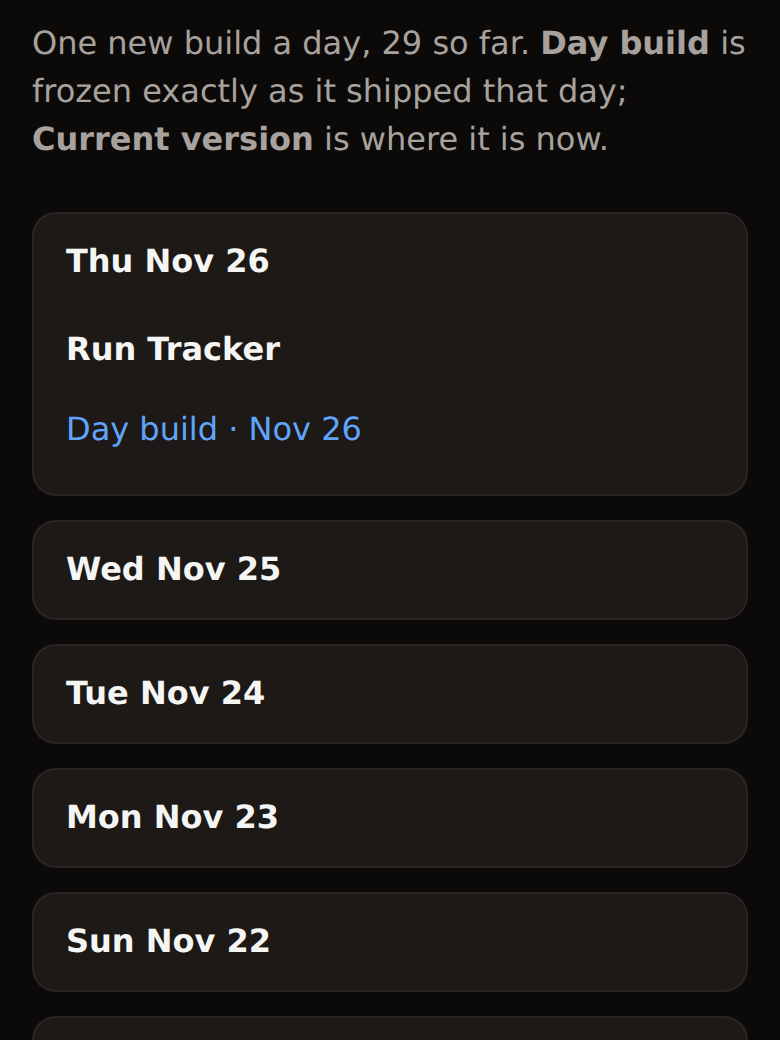 One new build a day, 29 so far. Day build is
frozen exactly as it shipped that day;
Current version is where it is now.
Thu Nov 26
Run Tracker
Day build · Nov 26
Wed Nov 25
Tue Nov 24
Mon Nov 23
Sun Nov 22